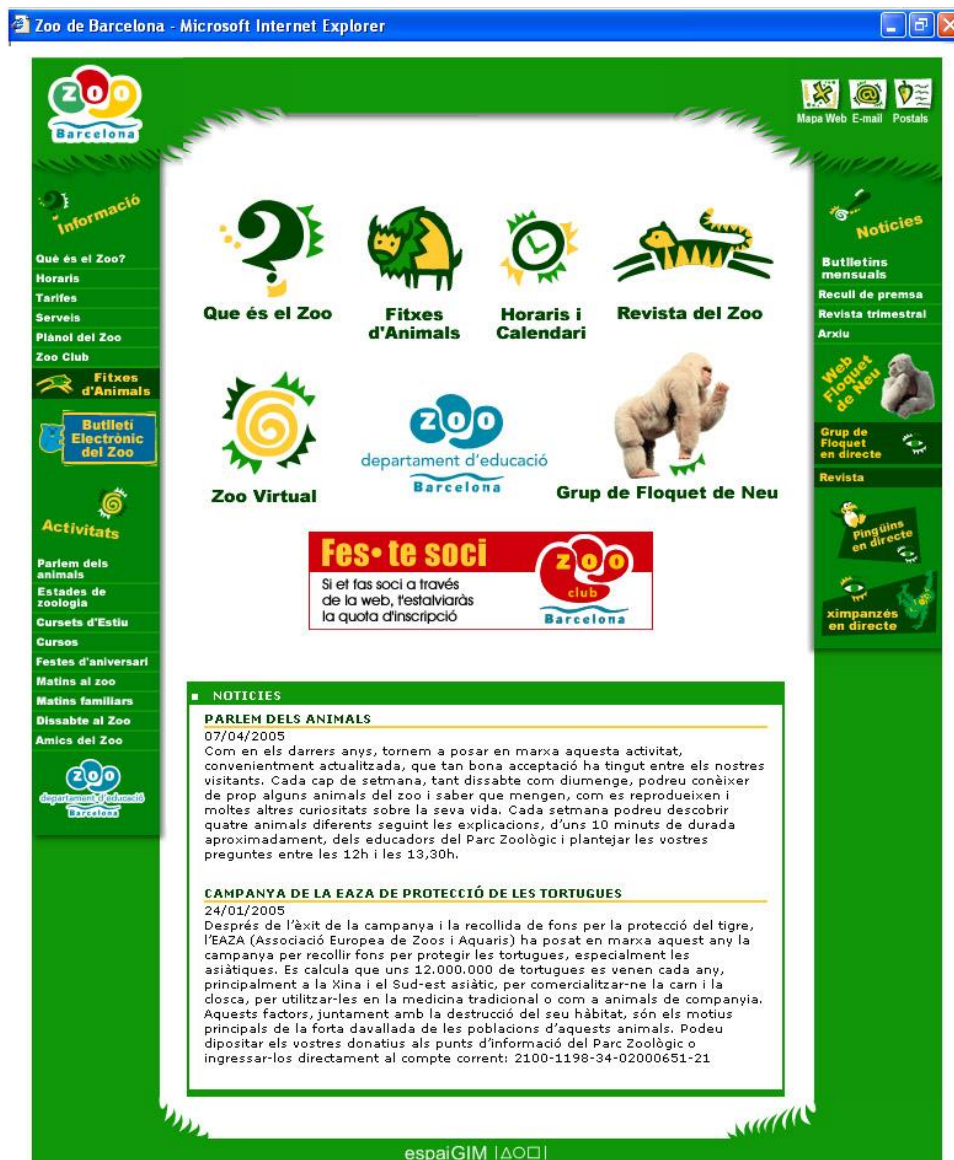 Zoo de Barcelona - Microsoft Internet Explorer
zoo
Barcelona
Mapa Web E-mail Postals
Informació
Què és el Zoo?
Horaris
Tarifes
Serveis
Plànol del Zoo
Zoo Club
Fitxes
d'Animals
Butlletí
Electrònic
del Zoo
Activitats
Parlem dels
animals
Estades de
zoologia
Cursets d'Estiu
Cursos
Festes d'aniversari
Matins al zoo
Matins familiars
Dissabte al Zoo
Amics del Zoo
zoo
departament d'educació
Barcelona
Que és el Zoo
Fitxes
d'Animals
Horaris i
Calendari
Revista del Zoo
Zoo Virtual
zoo
departament d'educació
Barcelona
Grup de Floquet de Neu
Fes•te soci
Si et fas soci a través
de la web, t'estalviaràs
la quota d'inscripció
zoo
club
Barcelona
NOTICIES
PARLEM DELS ANIMALS
07/04/2005
Com en els darrers anys, tornem a posar en marxa aquesta activitat,
convenientment actualitzada, que tan bona acceptació ha tingut entre els nostres
visitants. Cada cap de setmana, tant dissabte com diumenge, podreu conèixer
de prop alguns animals del zoo i saber que mengen, com es reprodueixen i
moltes altres curiositats sobre la seva vida. Cada setmana podreu descobrir
quatre animals diferents seguint les explicacions, d'uns 10 minuts de durada
aproximadament, dels educadors del Parc Zoològic i plantejar les vostres
preguntes entre les 12h i les 13,30h.
CAMPANYA DE LA EAZA DE PROTECCIÓ DE LES TORTUGUES
24/01/2005
Després de l'èxit de la campanya i la recollida de fons per la protecció del tigre,
l'EAZA (Associació Europea de Zoos i Aquaris) ha posat en marxa aquest any la
campanya per recollir fons per protegir les tortugues, especialment les
asiàtiques. Es calcula que uns 12.000.000 de tortugues es venen cada any,
principalment a la Xina i el Sud-est asiàtic, per comercialitzar-ne la carn i la
closca, per utilitzar-les en la medicina tradicional o com a animals de companyia.
Aquests factors, juntament amb la destrucció del seu hàbitat, són els motius
principals de la forta davallada de les poblacions d'aquests animals. Podeu
dipositar els vostres donatius als punts d'informació del Parc Zoològic o
ingressar-los directament al compte corrent: 2100-1198-34-02000651-21
Notícies
Butlletins
mensuals
Recull de premsa
Revista trimestral
Arxiu
Web
Floquet
de Neu
Grup de
Floquet
en directe
Revista
Pingüins
en directe
ximpanzés
en directe
espaiGIM